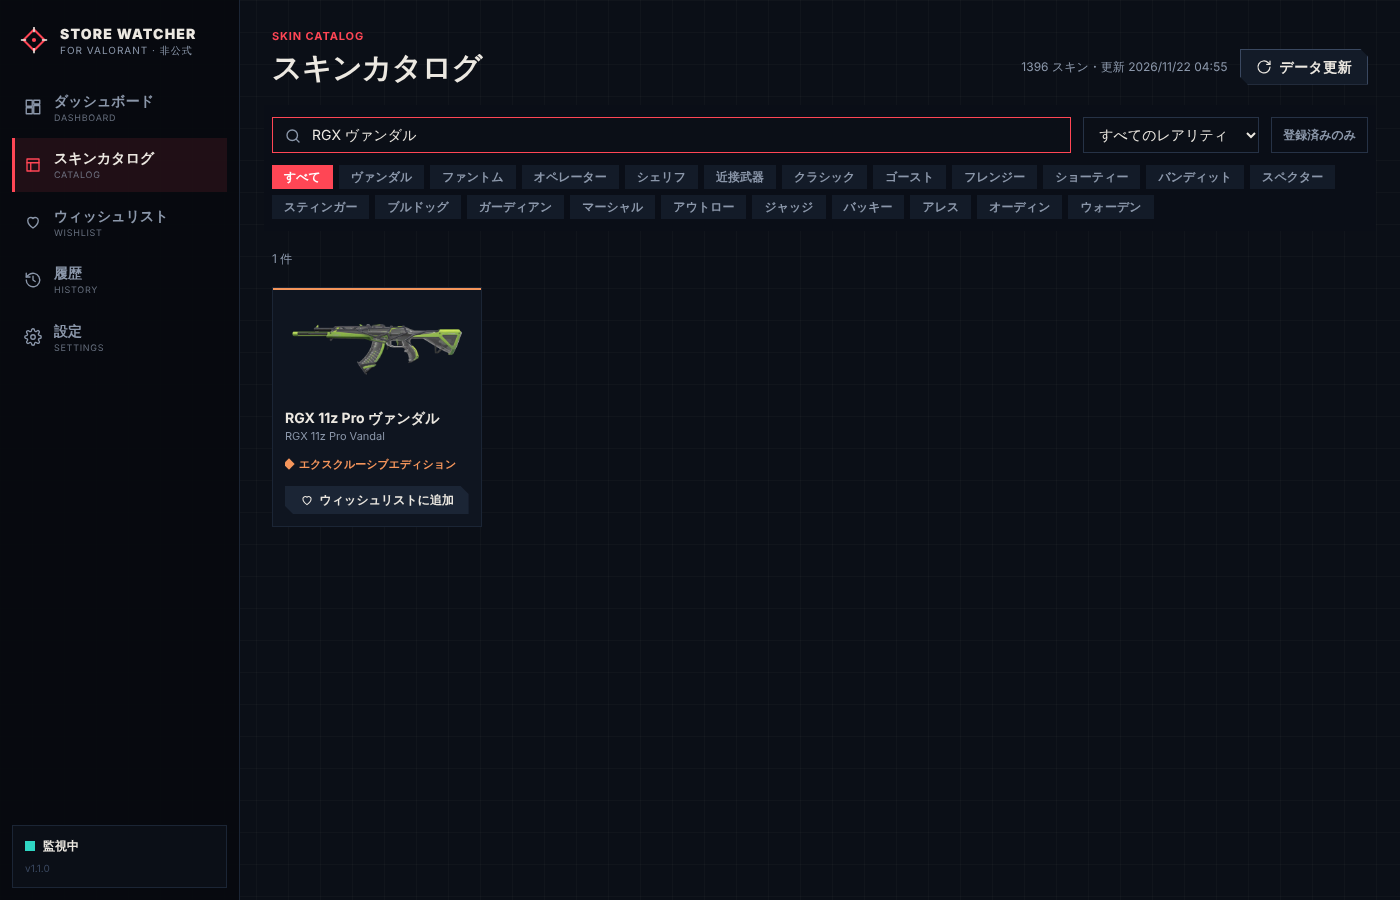 STORE WATCHER
FOR VALORANT · 非公式
ダッシュボード
DASHBOARD
スキンカタログ
CATALOG
ウィッシュリスト
WISHLIST
履歴
HISTORY
設定
SETTINGS
監視中
v1.1.0
SKIN CATALOG
スキンカタログ
1396 スキン・更新 2026/11/22 04:55
データ更新
RGX ヴァンダル
すべてのレアリティ
登録済みのみ
すべて ヴァンダル ファントム オペレーター シェリフ 近接武器 クラシック ゴースト フレンジー ショーティー バンディット スペクター
スティンガー ブルドッグ ガーディアン マーシャル アウトロー ジャッジ バッキー アレス オーディン ウォーデン
1 件
RGX 11z Pro ヴァンダル
RGX 11z Pro Vandal
エクスクルーシブエディション
ウィッシュリストに追加